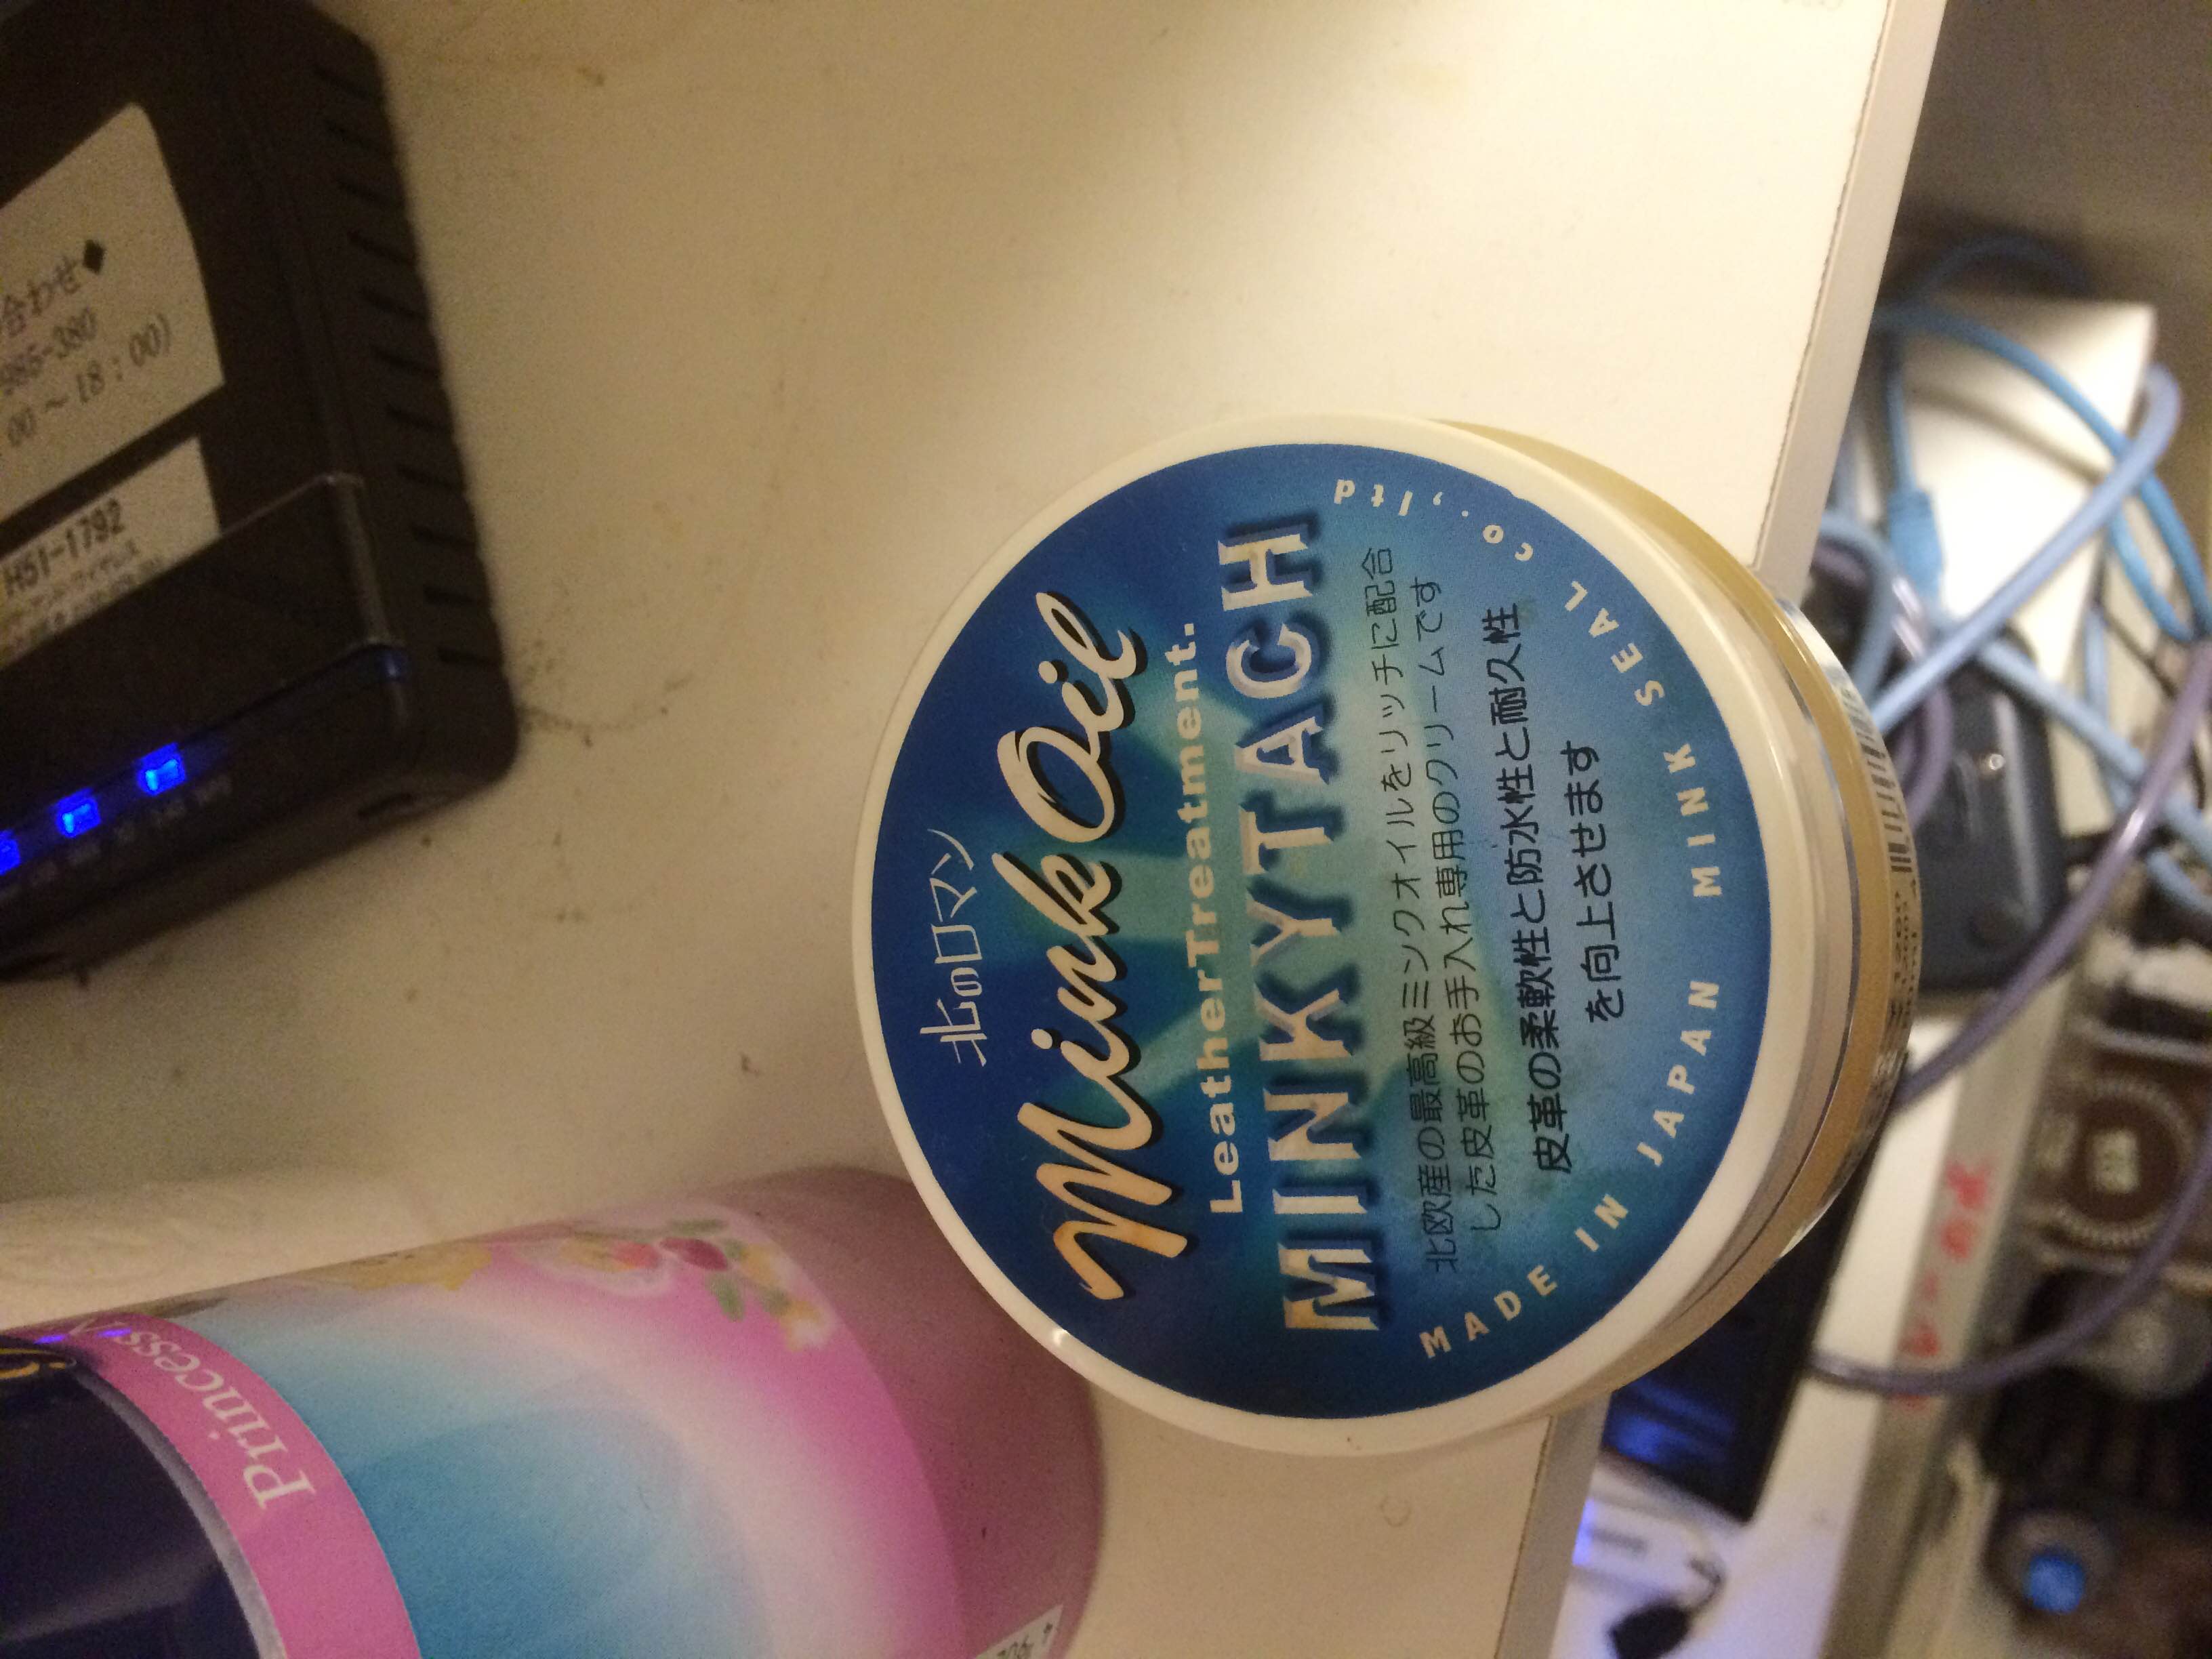 北のロマン
Mink Oil
LeatherTreatment.
MINKYTACH
北欧産の最高級ミンクオイルをリッチに配合
した皮革のお手入れ専用のクリームです
皮革の柔軟性と防水性と耐久性
を向上させます
MADE IN JAPAN MINK SEAL co.,ltd
合わせ◆
985-380
00～18：00)
H51-1792
Princess